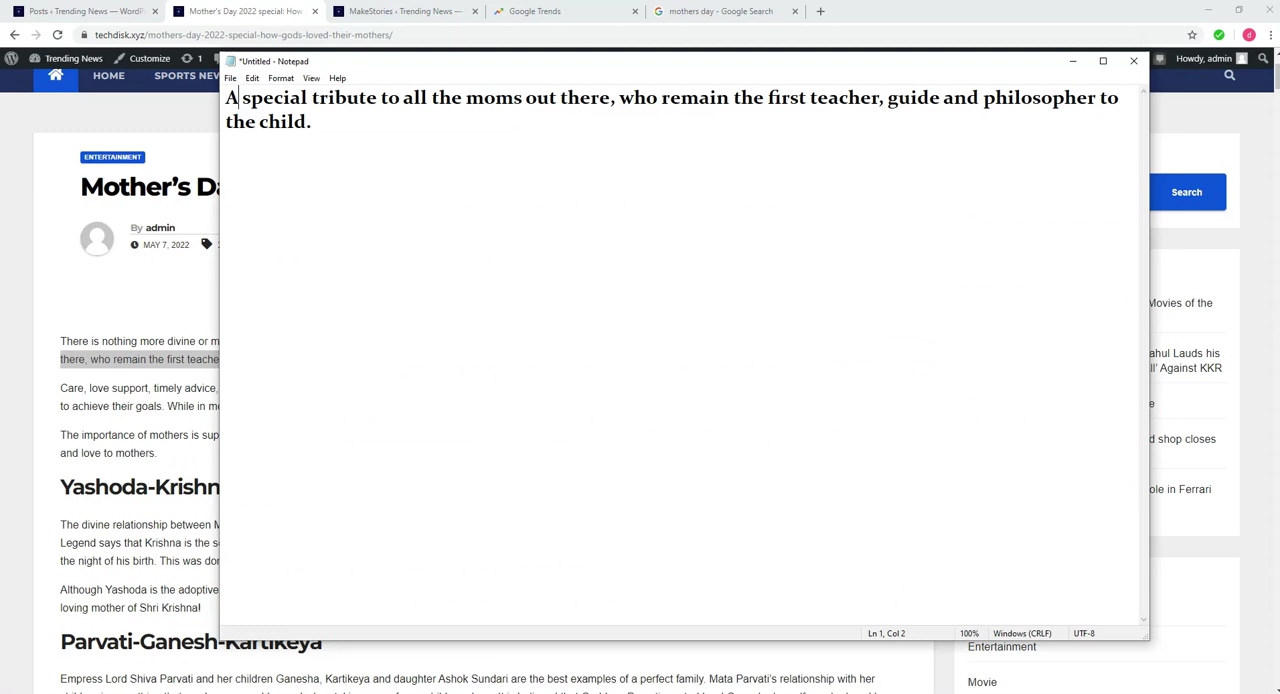 Posts ‹ Trending News — WordP
Mother's Day 2022 special: How
MakeStories ‹ Trending News —
Google Trends
mothers day - Google Search
techdisk.xyz/mothers-day-2022-special-how-gods-loved-their-mothers/
Trending News
Customize
1
Howdy, admin
*Untitled - Notepad
File Edit Format View Help
HOME
SPORTS NEW
A special tribute to all the moms out there, who remain the first teacher, guide and philosopher to
the child.
ENTERTAINMENT
Mother's Da
By admin
MAY 7, 2022
Search
There is nothing more divine or m
there, who remain the first teache
Care, love support, timely advice,
to achieve their goals. While in m
The importance of mothers is sup
and love to mothers.
Yashoda-Krishn
The divine relationship between M
Legend says that Krishna is the s
the night of his birth. This was don
Although Yashoda is the adoptive
loving mother of Shri Krishna!
Parvati-Ganesh-Kartikeya
Empress Lord Shiva Parvati and her children Ganesha, Kartikeya and daughter Ashok Sundari are the best examples of a perfect family. Mata Parvati's relationship with her
Movies of the
ahul Lauds his
ll' Against KKR
e
d shop closes
ole in Ferrari
Ln 1, Col 2
100%
Windows (CRLF)
UTF-8
Entertainment
Movie